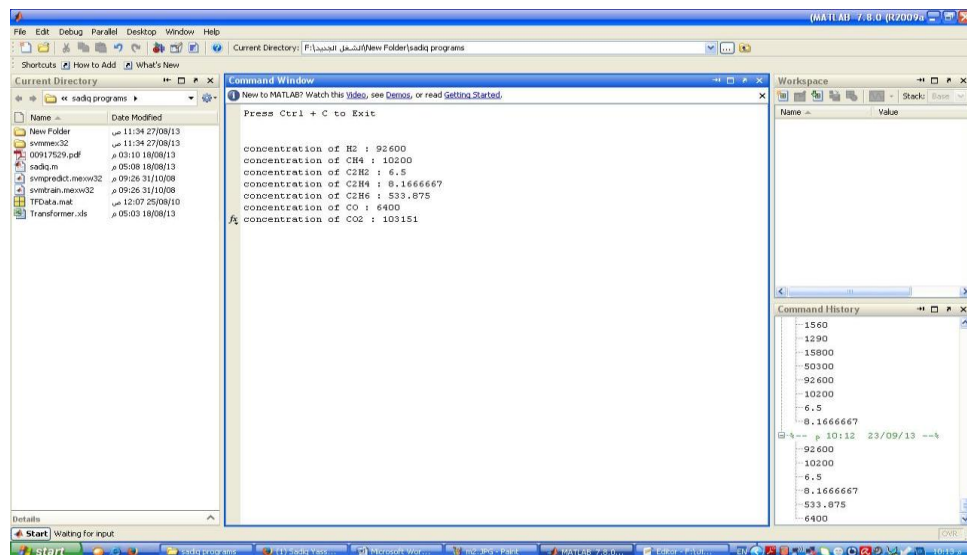 (MATLAB 7.8.0 (R2009a
File Edit Debug Parallel Desktop Window Help
Current Directory: F:\الشغل الجديد\New Folder\sadiq programs
Shortcuts How to Add What's New
Current Directory
« sadiq programs
Name Date Modified
New Folder ص 11:34 27/08/13
svmmex32 ص 11:34 27/08/13
00917529.pdf م 03:10 18/08/13
sadiq.m م 05:08 18/08/13
svmpredict.mexw32 م 09:26 31/10/08
svmtrain.mexw32 م 09:26 31/10/08
TFData.mat ص 12:07 25/08/10
Transformer.xls م 05:03 18/08/13
Details
Command Window
New to MATLAB? Watch this Video, see Demos, or read Getting Started.
Press Ctrl + C to Exit
concentration of H2 : 92600
concentration of CH4 : 10200
concentration of C2H2 : 6.5
concentration of C2H4 : 8.1666667
concentration of C2H6 : 533.875
concentration of CO : 6400
fx concentration of CO2 : 103151
Workspace
Stack: Base
Name Value
Command History
1560
1290
15800
50300
92600
10200
6.5
8.1666667
%-- م 10:12 23/09/13 --%
92600
10200
6.5
8.1666667
533.875
6400
Start Waiting for input
OVR
start
sadiq programs
(1) Sadiq Yass...
Microsoft Wor...
m2.JPG - Paint
MATLAB 7.8.0...
EN